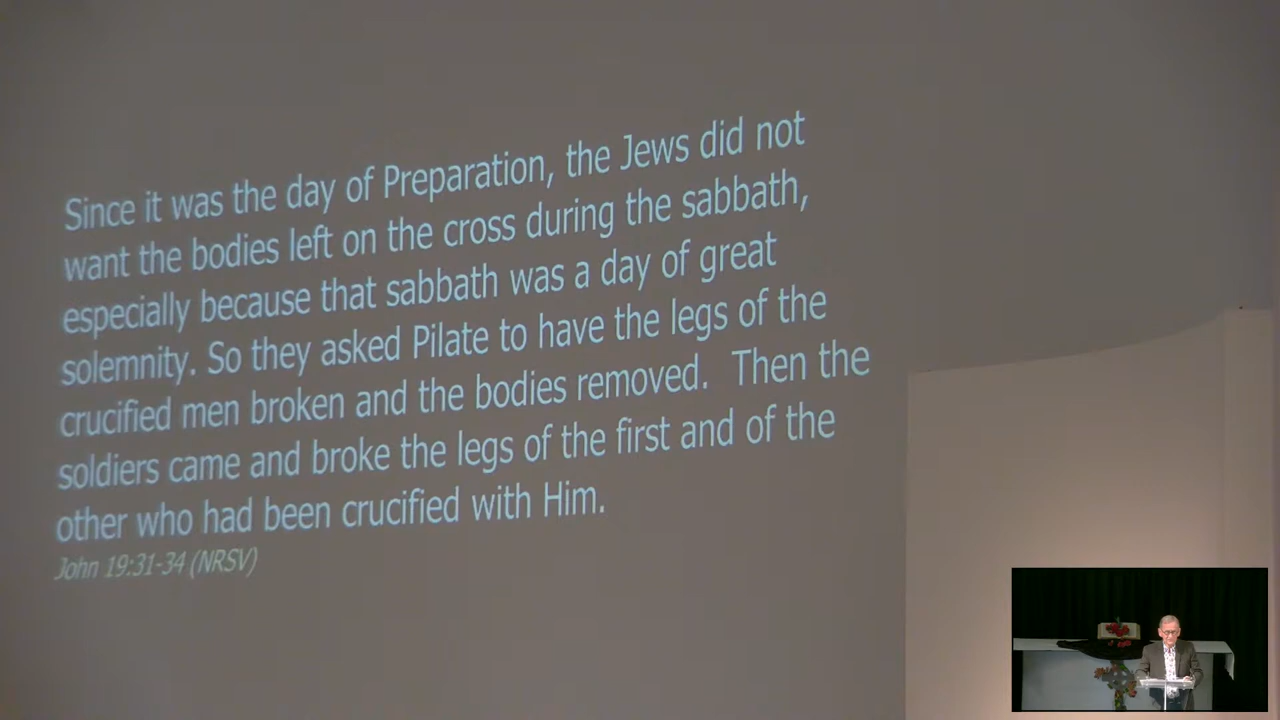 Since it was the day of Preparation, the Jews did not
want the bodies left on the cross during the sabbath,
especially because that sabbath was a day of great
solemnity. So they asked Pilate to have the legs of the
crucified men broken and the bodies removed.  Then the
soldiers came and broke the legs of the first and of the
other who had been crucified with Him.
John 19:31-34 (NRSV)